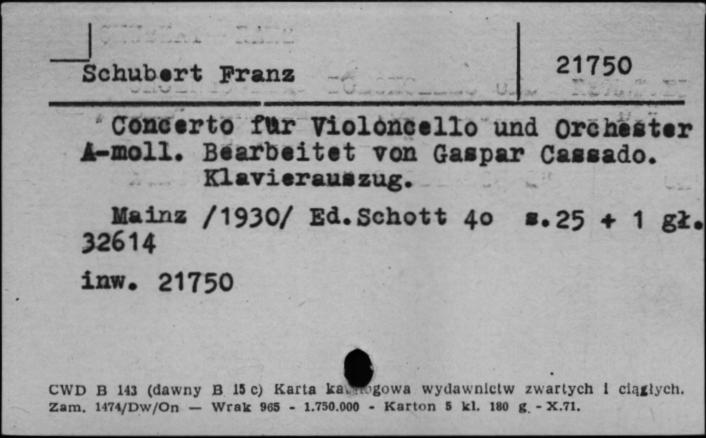 Schubert Franz
21750
Concerto für Violoncello und Orchester
A-moll. Bearbeitet von Gaspar Cassado.
Klavierauszug.
Mainz /1930/ Ed.Schott 4o s.25 + 1 gł.
32614
inw. 21750
CWD B 143 (dawny B 15 c) Karta katalogowa wydawnictw zwartych i ciągłych.
Zam. 1474/Dw/On — Wrak 965 - 1.750.000 - Karton 5 kl. 180 g. - X.71.